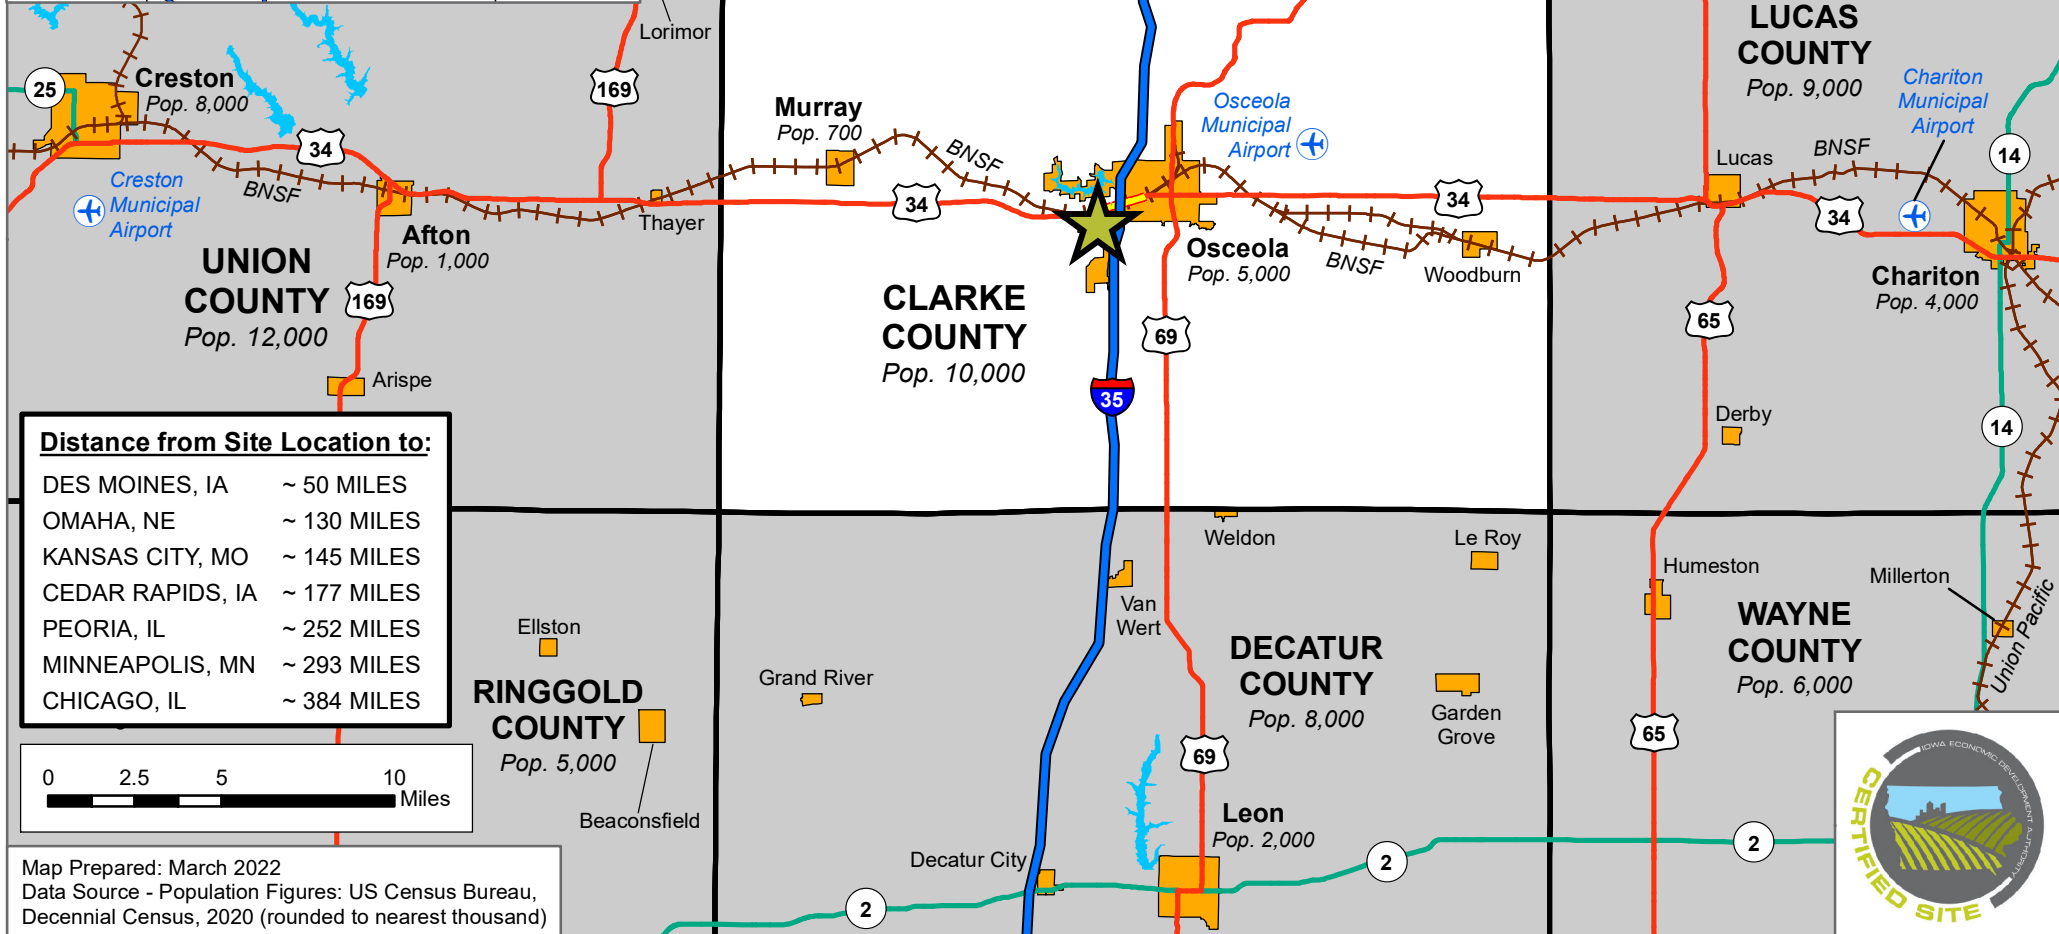 Lorimor
LUCAS
COUNTY
Pop. 9,000
Creston
Pop. 8,000
25
169
34
BNSF
Creston
Municipal
Airport
Murray
Pop. 700
BNSF
34
Osceola
Municipal
Airport
34
Lucas
BNSF
Chariton
Municipal
Airport
14
34
Thayer
Afton
Pop. 1,000
UNION
COUNTY
Pop. 12,000
169
Arispe
CLARKE
COUNTY
Pop. 10,000
Osceola
Pop. 5,000
BNSF
Woodburn
Chariton
Pop. 4,000
69
65
35
Derby
14
Distance from Site Location to:
DES MOINES, IA ~ 50 MILES
OMAHA, NE ~ 130 MILES
KANSAS CITY, MO ~ 145 MILES
CEDAR RAPIDS, IA ~ 177 MILES
PEORIA, IL ~ 252 MILES
MINNEAPOLIS, MN ~ 293 MILES
CHICAGO, IL ~ 384 MILES
Weldon
Le Roy
Van
Wert
Humeston
Millerton
Union Pacific
WAYNE
COUNTY
Pop. 6,000
Ellston
Grand River
RINGGOLD
COUNTY
Pop. 5,000
Beaconsfield
DECATUR
COUNTY
Pop. 8,000
Garden
Grove
69
65
Leon
Pop. 2,000
Decatur City
2
2
2
0 2.5 5 10
Miles
Map Prepared: March 2022
Data Source - Population Figures: US Census Bureau,
Decennial Census, 2020 (rounded to nearest thousand)
IOWA ECONOMIC DEVELOPMENT AUTHORITY
CERTIFIED SITE